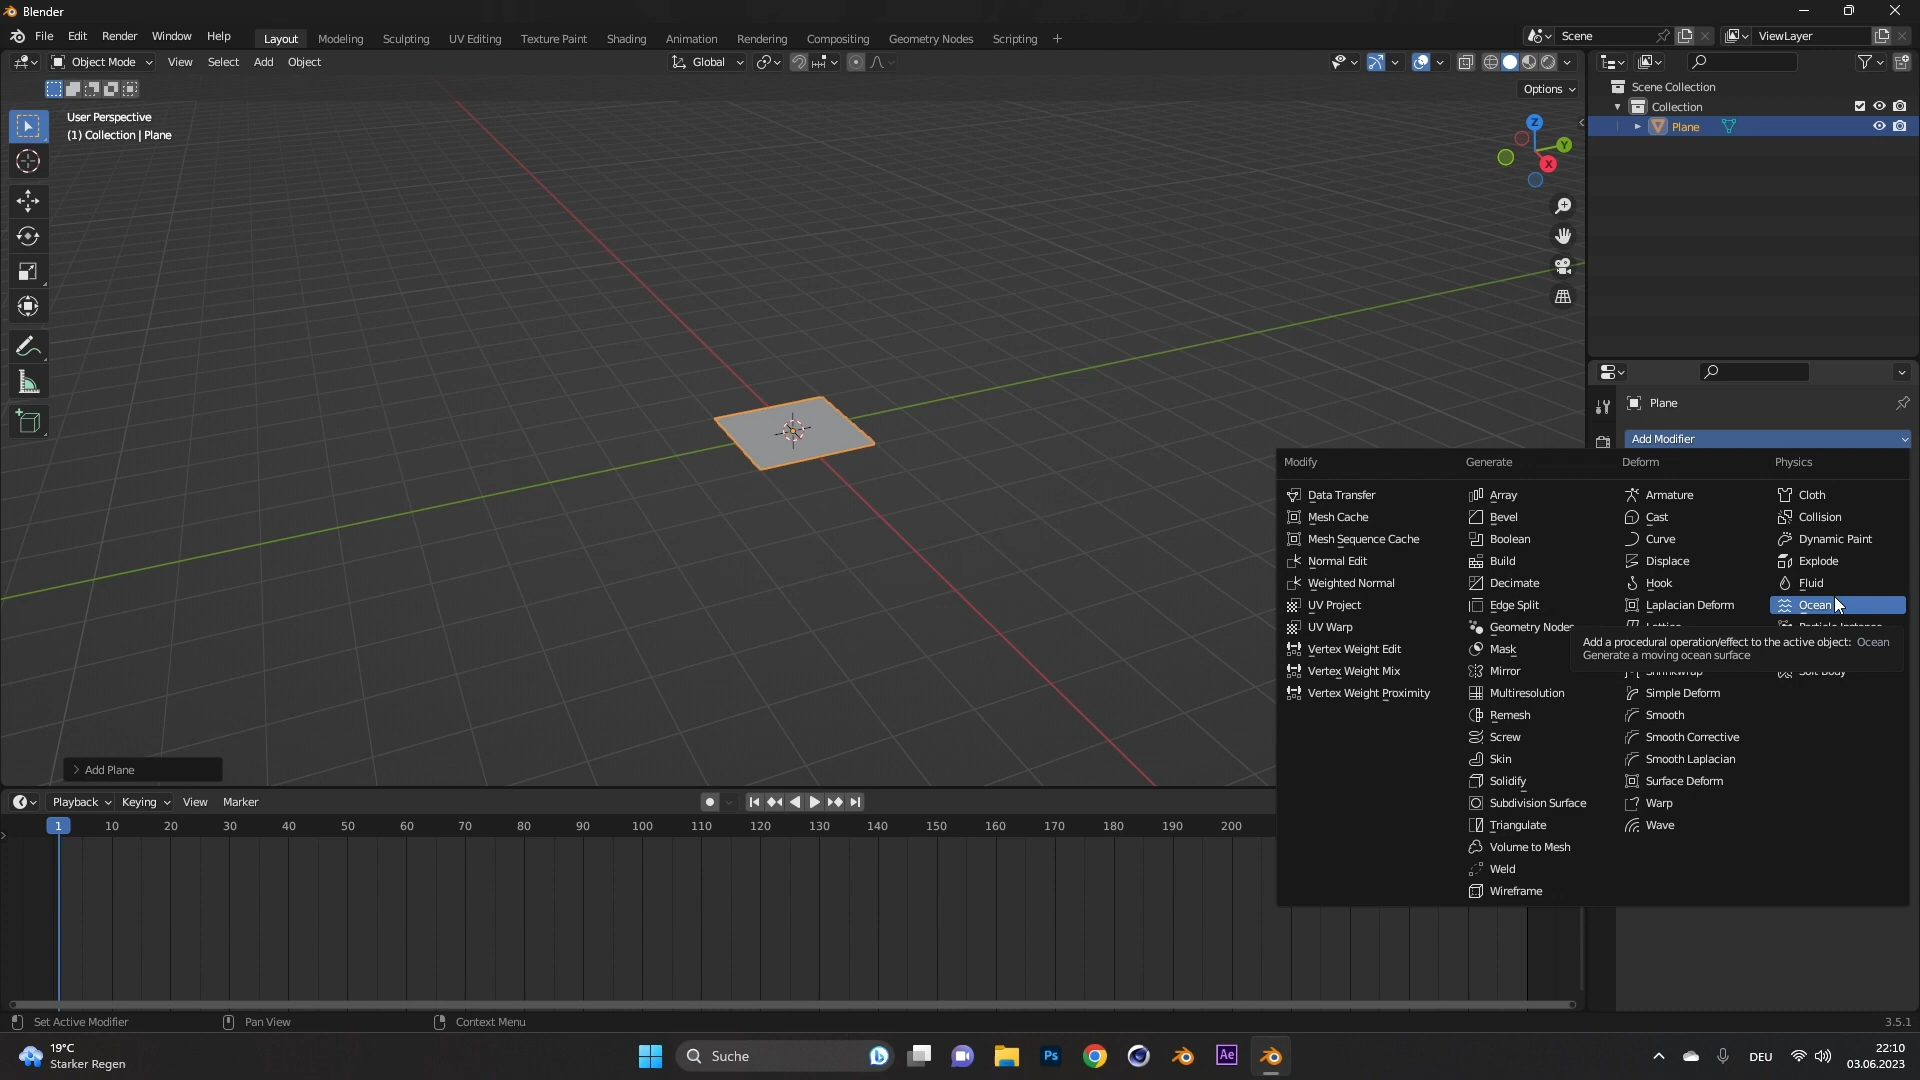 Blender
File Edit Render Window Help Layout Modeling Sculpting UV Editing Texture Paint Shading Animation Rendering Compositing Geometry Nodes Scripting + Scene ViewLayer
Object Mode View Select Add Object Global
Options
User Perspective
(1) Collection | Plane
Z
Y
X
Scene Collection
Collection
Plane
Plane
Add Modifier
Modify Generate Deform Physics
Data Transfer Array Armature Cloth
Mesh Cache Bevel Cast Collision
Mesh Sequence Cache Boolean Curve Dynamic Paint
Normal Edit Build Displace Explode
Weighted Normal Decimate Hook Fluid
UV Project Edge Split Laplacian Deform Ocean
UV Warp Geometry Nodes
Vertex Weight Edit Mask
Add a procedural operation/effect to the active object: Ocean
Generate a moving ocean surface
Vertex Weight Mix Mirror
Vertex Weight Proximity Multiresolution Simple Deform
Remesh Smooth
Screw Smooth Corrective
Skin Smooth Laplacian
Solidify Surface Deform
Subdivision Surface Warp
Triangulate Wave
Volume to Mesh
Weld
Wireframe
Add Plane
Playback Keying View Marker
1 10 20 30 40 50 60 70 80 90 100 110 120 130 140 150 160 170 180 190 200
Set Active Modifier Pan View Context Menu 3.5.1
19°C
Starker Regen
Suche
Ps
Ae
DEU
22:10
03.06.2023